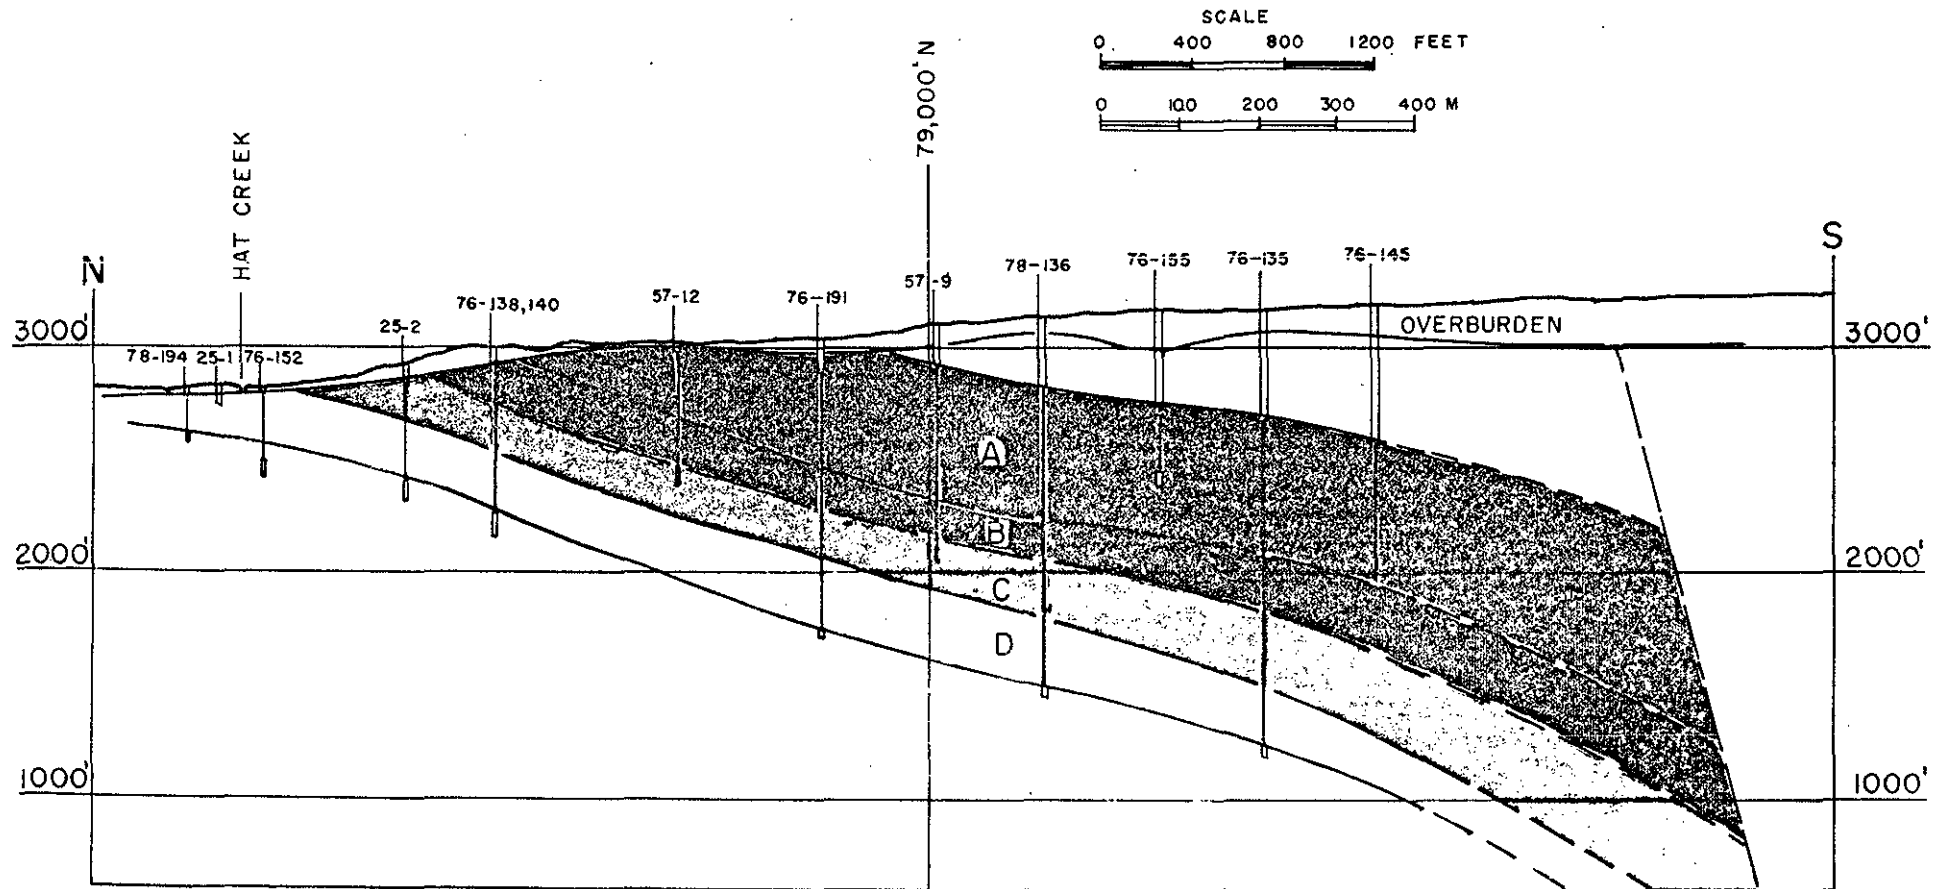 SCALE
0 400 800 1200 FEET
0 100 200 300 400 M
79,000' N
HAT CREEK
N
S
78-194
25-1
76-152
25-2
76-138,140
57-12
76-191
57-9
78-136
76-155
76-135
76-145
OVERBURDEN
3000'
3000'
2000'
2000'
1000'
1000'
A
B
C
D